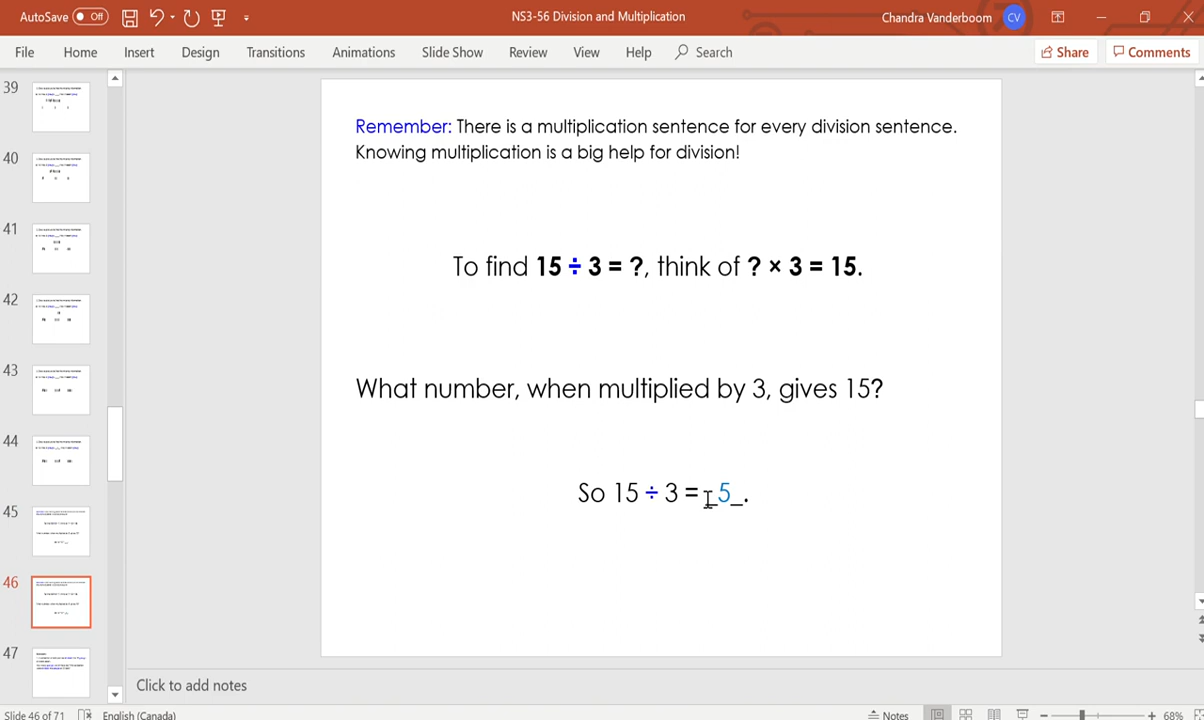 AutoSave Off NS3-56 Division and Multiplication Chandra Vanderboom CV
File Home Insert Design Transitions Animations Slide Show Review View Help Search Share Comments
39
40
41
42
43
44
45
46
47
Remember: There is a multiplication sentence for every division sentence.
Knowing multiplication is a big help for division!
To find 15 ÷ 3 = ?, think of ? × 3 = 15.
What number, when multiplied by 3, gives 15?
So 15 ÷ 3 = _5_.
Click to add notes
Slide 46 of 71 English (Canada) Notes 68%